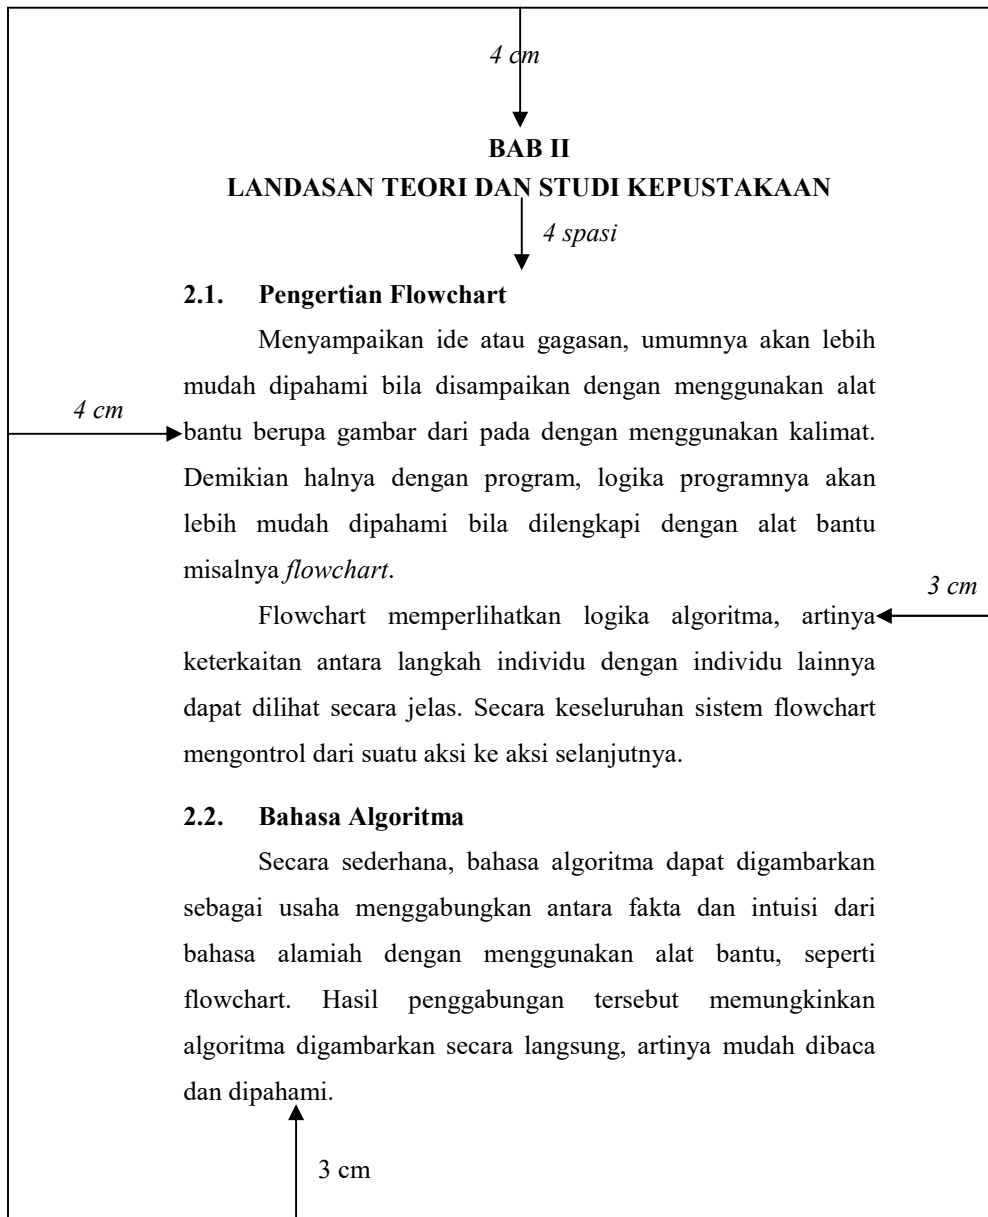 4 cm
BAB II
LANDASAN TEORI DAN STUDI KEPUSTAKAAN
4 spasi
2.1. Pengertian Flowchart
Menyampaikan ide atau gagasan, umumnya akan lebih
mudah dipahami bila disampaikan dengan menggunakan alat
4 cm
bantu berupa gambar dari pada dengan menggunakan kalimat.
Demikian halnya dengan program, logika programnya akan
lebih mudah dipahami bila dilengkapi dengan alat bantu
misalnya flowchart.
3 cm
Flowchart memperlihatkan logika algoritma, artinya
keterkaitan antara langkah individu dengan individu lainnya
dapat dilihat secara jelas. Secara keseluruhan sistem flowchart
mengontrol dari suatu aksi ke aksi selanjutnya.
2.2. Bahasa Algoritma
Secara sederhana, bahasa algoritma dapat digambarkan
sebagai usaha menggabungkan antara fakta dan intuisi dari
bahasa alamiah dengan menggunakan alat bantu, seperti
flowchart. Hasil penggabungan tersebut memungkinkan
algoritma digambarkan secara langsung, artinya mudah dibaca
dan dipahami.
3 cm